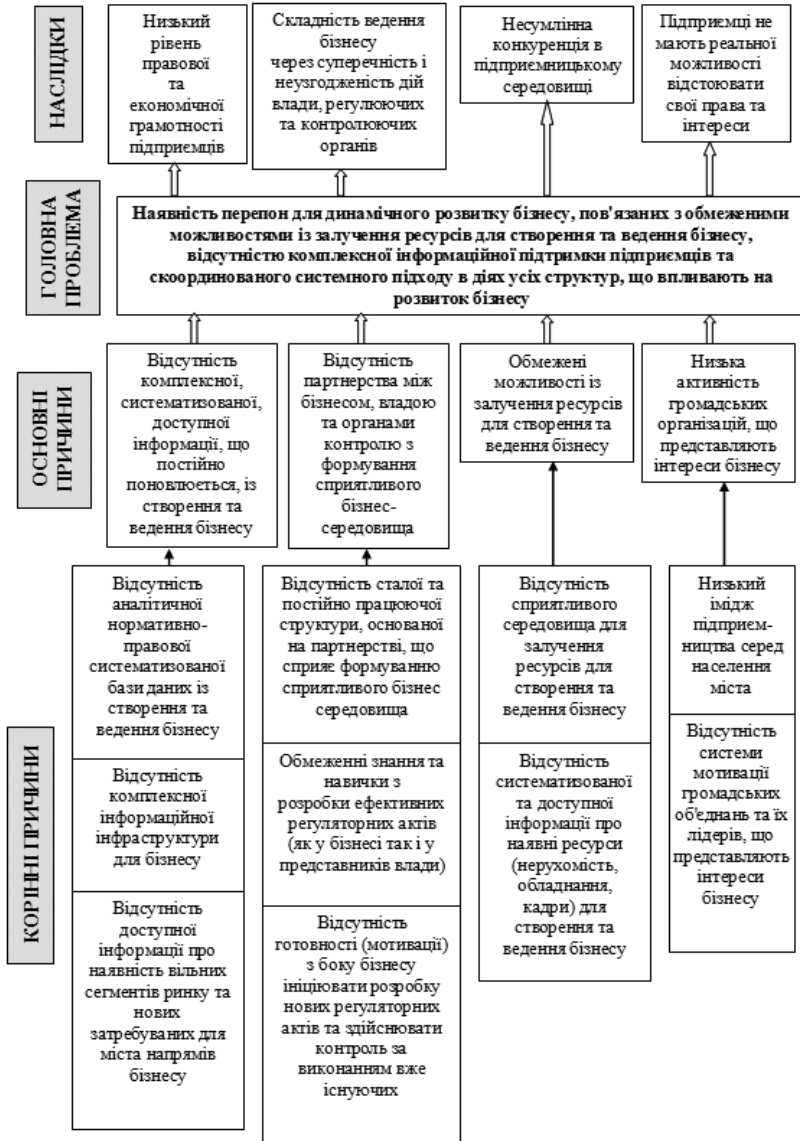 НАСЛІДКИ
Низький
рівень
правової
та
економічної
грамотності
підприємців
Складність ведення
бізнесу
через суперечність і
неузгодженість дій
влади, регулюючих
та контролюючих
органів
Несумлінна
конкуренція в
підприємницькому
середовищі
Підприємці не
мають реальної
можливості
відстоювати
свої права та
інтереси
ГОЛОВНА
ПРОБЛЕМА
Наявність перепон для динамічного розвитку бізнесу, пов'язаних з обмеженими
можливостями із залучення ресурсів для створення та ведення бізнесу,
відсутністю комплексної інформаційної підтримки підприємців та
скоординованого системного підходу в діях усіх структур, що впливають на
розвиток бізнесу
ОСНОВНІ
ПРИЧИНИ
Відсутність
комплексної,
систематизованої,
доступної
інформації, що
постійно
поновлюється, із
створення та
ведення бізнесу
Відсутність
партнерства між
бізнесом, владою
та органами
контролю з
формування
сприятливого
бізнес-
середовища
Обмежені
можливості із
залучення ресурсів
для створення та
ведення бізнесу
Низька
активність
громадських
організацій, що
представляють
інтереси бізнесу
КОРІННІ ПРИЧИНИ
Відсутність
аналітичної
нормативно-
правової
систематизованої
бази даних із
створення та
ведення бізнесу
Відсутність
комплексної
інформаційної
інфраструктури
для бізнесу
Відсутність
доступної
інформації про
наявність вільних
сегментів ринку та
нових
затребуваних для
міста напрямів
бізнесу
Відсутність сталої та
постійно працюючої
структури, основаної
на партнерстві, що
сприяє формуванню
сприятливого бізнес
середовища
Обмеженні знання та
навички з
розробки ефективних
регуляторних актів
(як у бізнесі так і у
представників влади)
Відсутність
готовності (мотивації)
з боку бізнесу
ініціювати розробку
нових регуляторних
актів та здійснювати
контроль за
виконанням вже
існуючих
Відсутність
сприятливого
середовища для
залучення
ресурсів для
створення та
ведення бізнесу
Відсутність
систематизованої
та доступної
інформації про
наявні ресурси
(нерухомість,
обладнання,
кадри) для
створення та
ведення бізнесу
Низький
імідж
підприєм-
ництва серед
населення
міста
Відсутність
системи
мотивації
громадських
об'єднань та їх
лідерів, що
представляють
інтереси
бізнесу